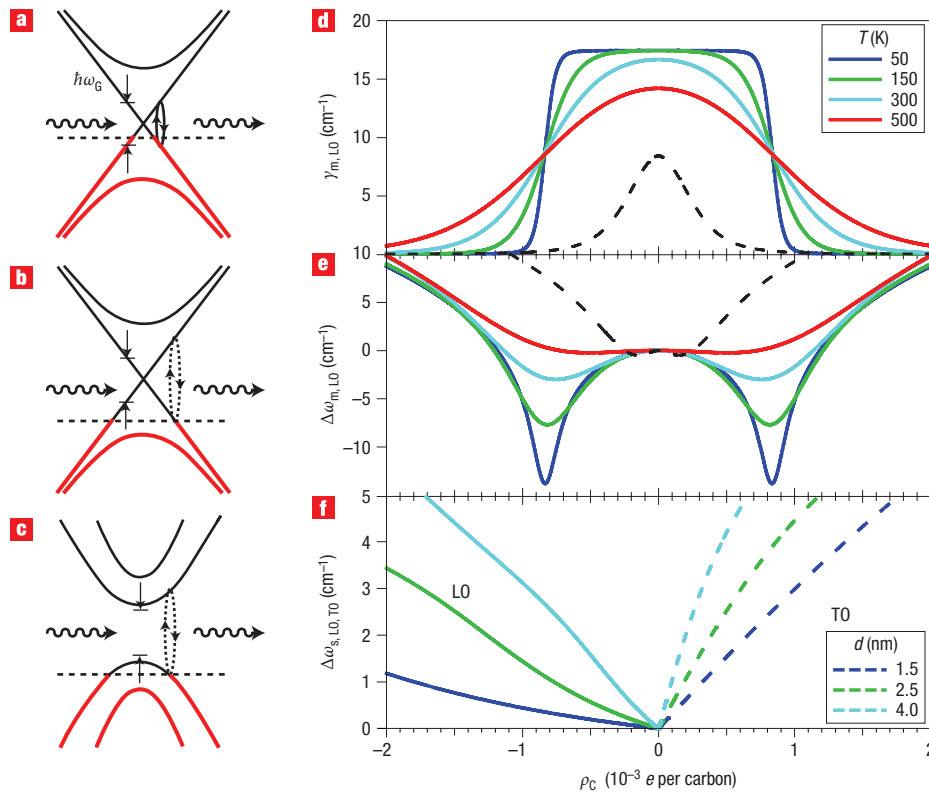 a
ħω_G
b
c
d
20
15
10
5
10
γ_m, LO (cm⁻¹)
T (K)
50
150
300
500
e
5
0
−5
−10
Δω_m, LO (cm⁻¹)
f
5
4
3
2
1
0
Δω_s, LO, TO (cm⁻¹)
LO
TO
d (nm)
1.5
2.5
4.0
−2
−1
0
1
2
ρ_C (10⁻³ e per carbon)